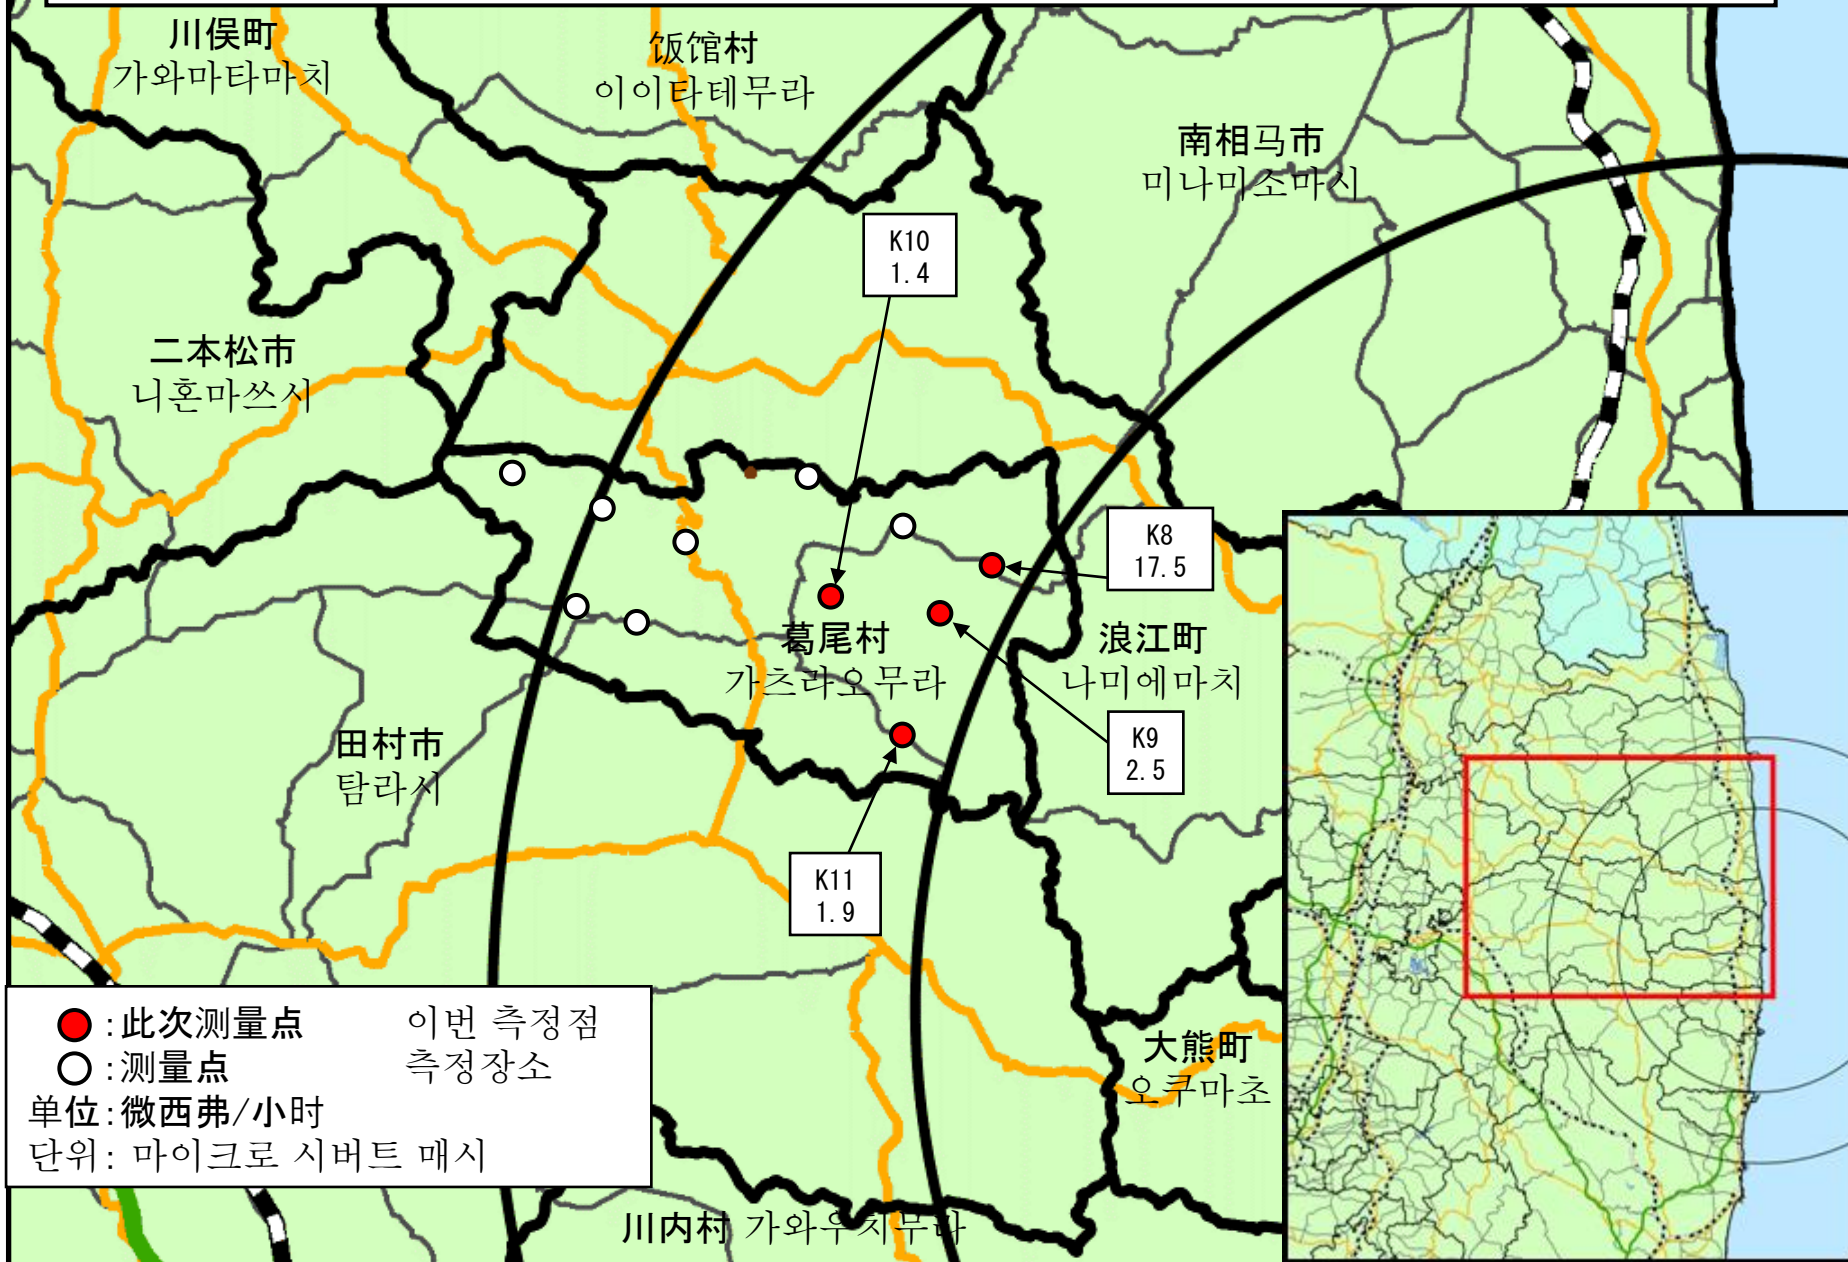 川俣町
가와마타마치
饭馆村
이이타테무라
南相马市
미나미소마시
K10
1.4
二本松市
니혼마쓰시
K8
17.5
葛尾村
가츠라오무라
浪江町
나미에마치
K9
2.5
田村市
탐라시
K11
1.9
大熊町
오쿠마초
:此次测量点 이번 측정점
:测量点 측정장소
单位:微西弗/小时
단위: 마이크로 시버트 매시
川内村 가와우치무라